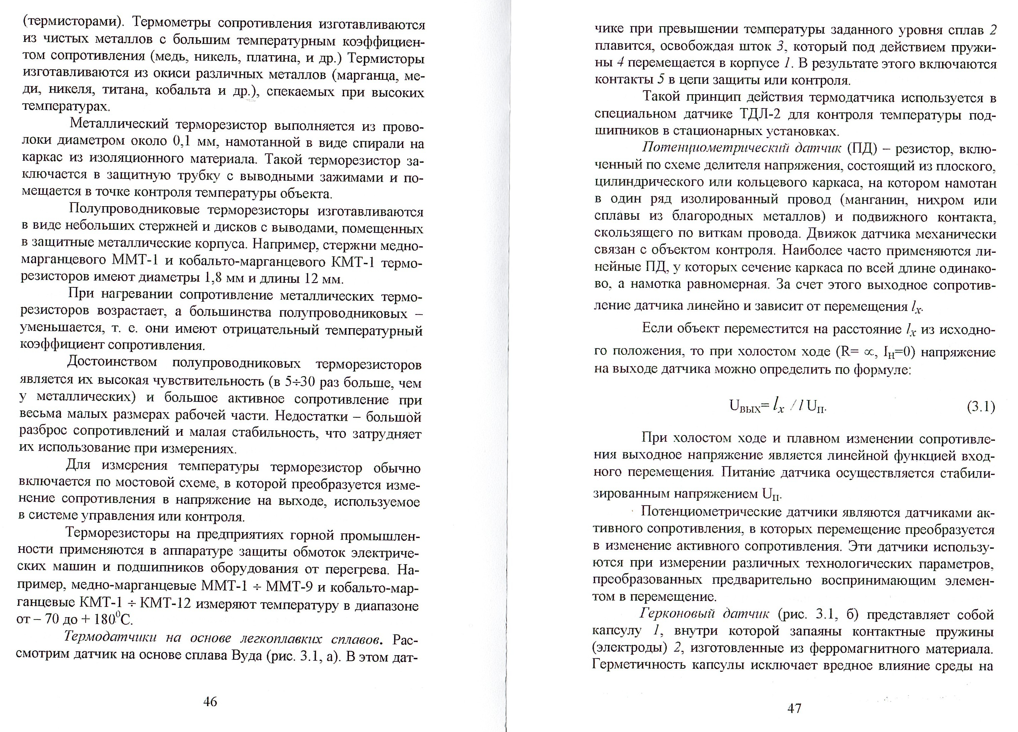 (термисторами). Термометры сопротивления изготавливаются
из чистых металлов с большим температурным коэффициен-
том сопротивления (медь, никель, платина, и др.) Термисторы
изготавливаются из окиси различных металлов (марганца, ме-
ди, никеля, титана, кобальта и др.), спекаемых при высоких
температурах.
Металлический терморезистор выполняется из прово-
локи диаметром около 0,1 мм, намотанной в виде спирали на
каркас из изоляционного материала. Такой терморезистор за-
ключается в защитную трубку с выводными зажимами и по-
мещается в точке контроля температуры объекта.
Полупроводниковые терморезисторы изготавливаются
в виде небольших стержней и дисков с выводами, помещенных
в защитные металлические корпуса. Например, стержни медно-
марганцевого ММТ-1 и кобальто-марганцевого КМТ-1 термо-
резисторов имеют диаметры 1,8 мм и длины 12 мм.
При нагревании сопротивление металлических термо-
резисторов возрастает, а большинства полупроводниковых –
уменьшается, т. е. они имеют отрицательный температурный
коэффициент сопротивления.
Достоинством полупроводниковых терморезисторов
является их высокая чувствительность (в 5÷30 раз больше, чем
у металлических) и большое активное сопротивление при
весьма малых размерах рабочей части. Недостатки – большой
разброс сопротивлений и малая стабильность, что затрудняет
их использование при измерениях.
Для измерения температуры терморезистор обычно
включается по мостовой схеме, в которой преобразуется изме-
нение сопротивления в напряжение на выходе, используемое
в системе управления или контроля.
Терморезисторы на предприятиях горной промышлен-
ности применяются в аппаратуре защиты обмоток электриче-
ских машин и подшипников оборудования от перегрева. На-
пример, медно-марганцевые ММТ-1 ÷ ММТ-9 и кобальто-мар-
ганцевые КМТ-1 ÷ КМТ-12 измеряют температуру в диапазоне
от – 70 до + 180⁰С.
Термодатчики на основе легкоплавких сплавов. Рас-
смотрим датчик на основе сплава Вуда (рис. 3.1, а). В этом дат-
46
чике при превышении температуры заданного уровня сплав 2
плавится, освобождая шток 3, который под действием пружи-
ны 4 перемещается в корпусе 1. В результате этого включаются
контакты 5 в цепи защиты или контроля.
Такой принцип действия термодатчика используется в
специальном датчике ТДЛ-2 для контроля температуры под-
шипников в стационарных установках.
Потенциометрический датчик (ПД) – резистор, вклю-
ченный по схеме делителя напряжения, состоящий из плоского,
цилиндрического или кольцевого каркаса, на котором намотан
в один ряд изолированный провод (манганин, нихром или
сплавы из благородных металлов) и подвижного контакта,
скользящего по виткам провода. Движок датчика механически
связан с объектом контроля. Наиболее часто применяются ли-
нейные ПД, у которых сечение каркаса по всей длине одинако-
во, а намотка равномерная. За счет этого выходное сопротив-
ление датчика линейно и зависит от перемещения lₓ.
Если объект переместится на расстояние lₓ из исходно-
го положения, то при холостом ходе (R= ∝, IН=0) напряжение
на выходе датчика можно определить по формуле:
UВЫХ= lₓ / l UП. (3.1)
При холостом ходе и плавном изменении сопротивле-
ния выходное напряжение является линейной функцией вход-
ного перемещения. Питание датчика осуществляется стабили-
зированным напряжением UП.
Потенциометрические датчики являются датчиками ак-
тивного сопротивления, в которых перемещение преобразуется
в изменение активного сопротивления. Эти датчики использу-
ются при измерении различных технологических параметров,
преобразованных предварительно воспринимающим элемен-
том в перемещение.
Герконовый датчик (рис. 3.1, б) представляет собой
капсулу 1, внутри которой запаяны контактные пружины
(электроды) 2, изготовленные из ферромагнитного материала.
Герметичность капсулы исключает вредное влияние среды на
47